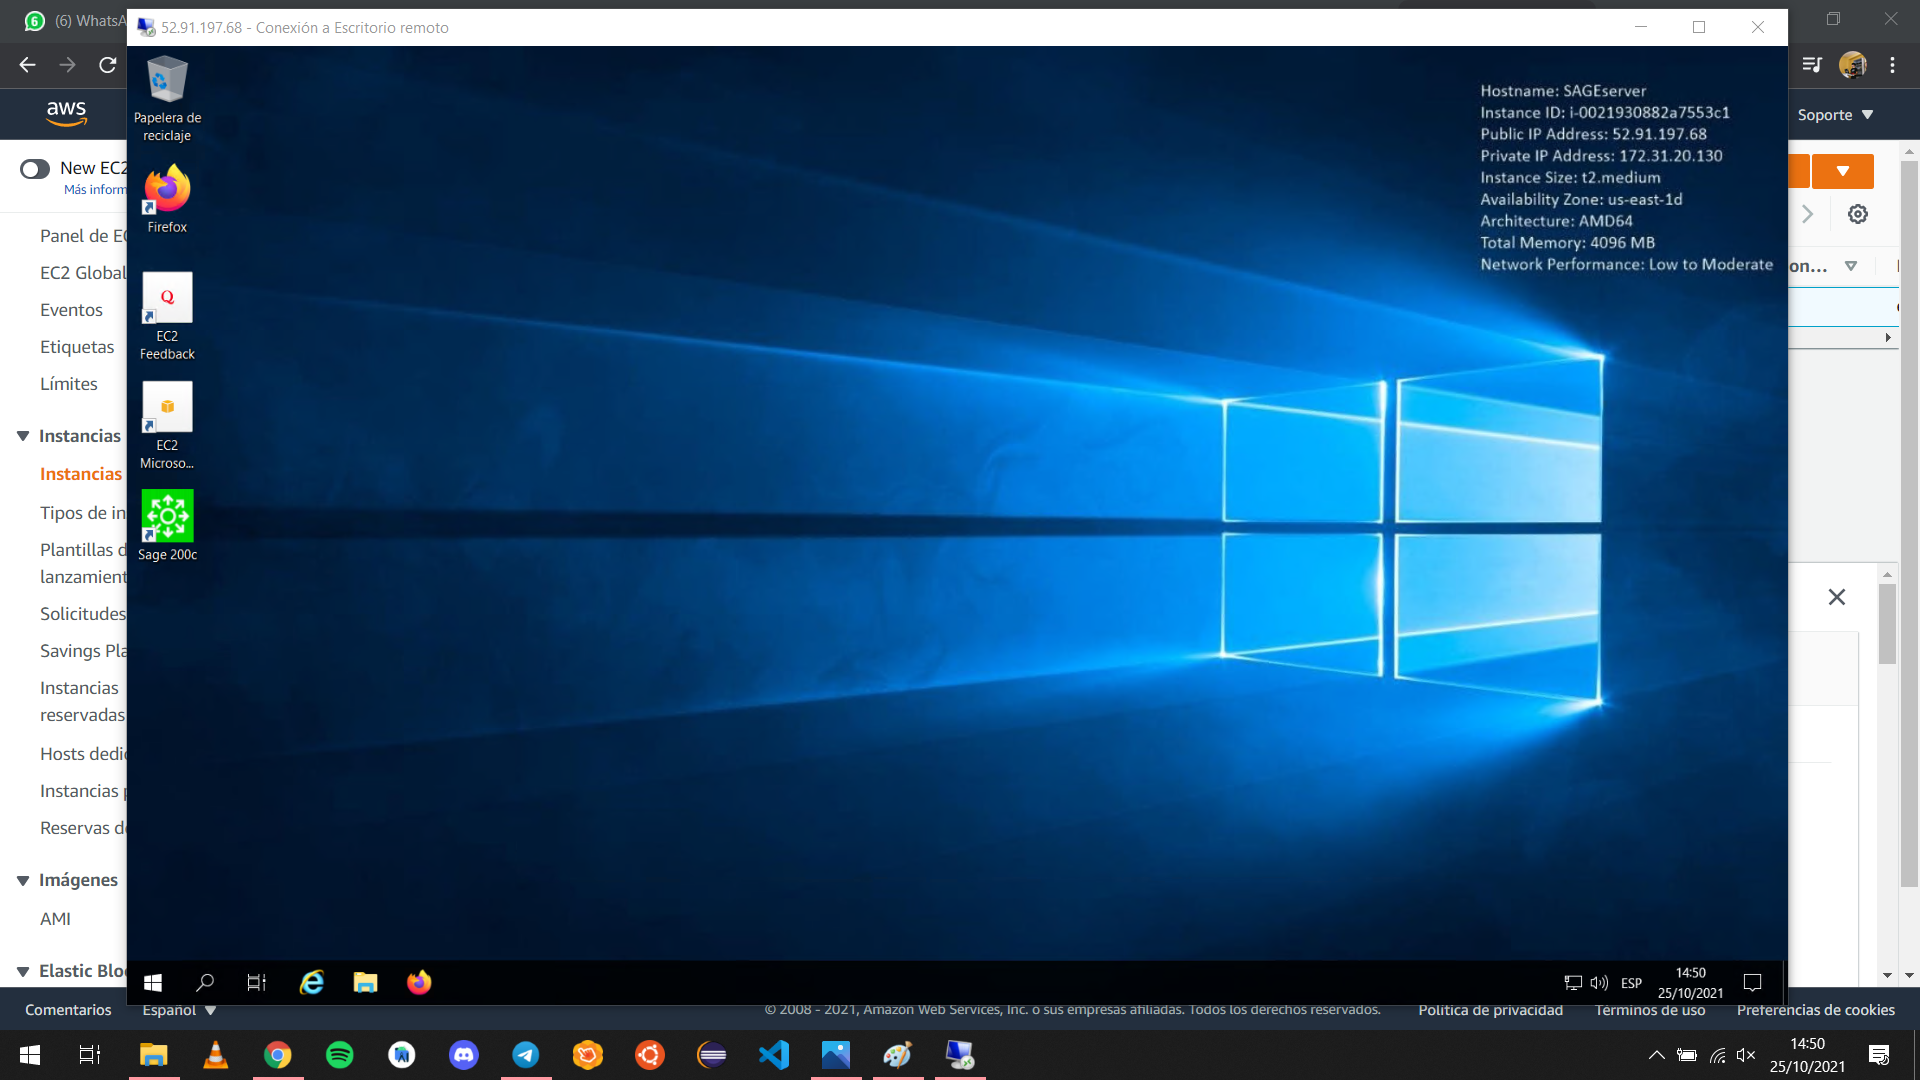 (6) WhatsA
52.91.197.68 - Conexión a Escritorio remoto
aws
Soporte
New EC2
Más inform
Panel de EC
EC2 Global
Eventos
Etiquetas
Límites
Instancias
Instancias
Tipos de in
Plantillas d
lanzamient
Solicitudes
Savings Pla
Instancias
reservadas
Hosts dedic
Instancias p
Reservas de
Imágenes
AMI
Elastic Bloc
Papelera de
reciclaje
Firefox
EC2
Feedback
EC2
Microso...
Sage 200c
Hostname: SAGEserver
Instance ID: i-0021930882a7553c1
Public IP Address: 52.91.197.68
Private IP Address: 172.31.20.130
Instance Size: t2.medium
Availability Zone: us-east-1d
Architecture: AMD64
Total Memory: 4096 MB
Network Performance: Low to Moderate
on...
ESP
14:50
25/10/2021
Comentarios
Español
© 2008 - 2021, Amazon Web Services, Inc. o sus empresas afiliadas. Todos los derechos reservados.
Política de privacidad
Términos de uso
Preferencias de cookies
14:50
25/10/2021